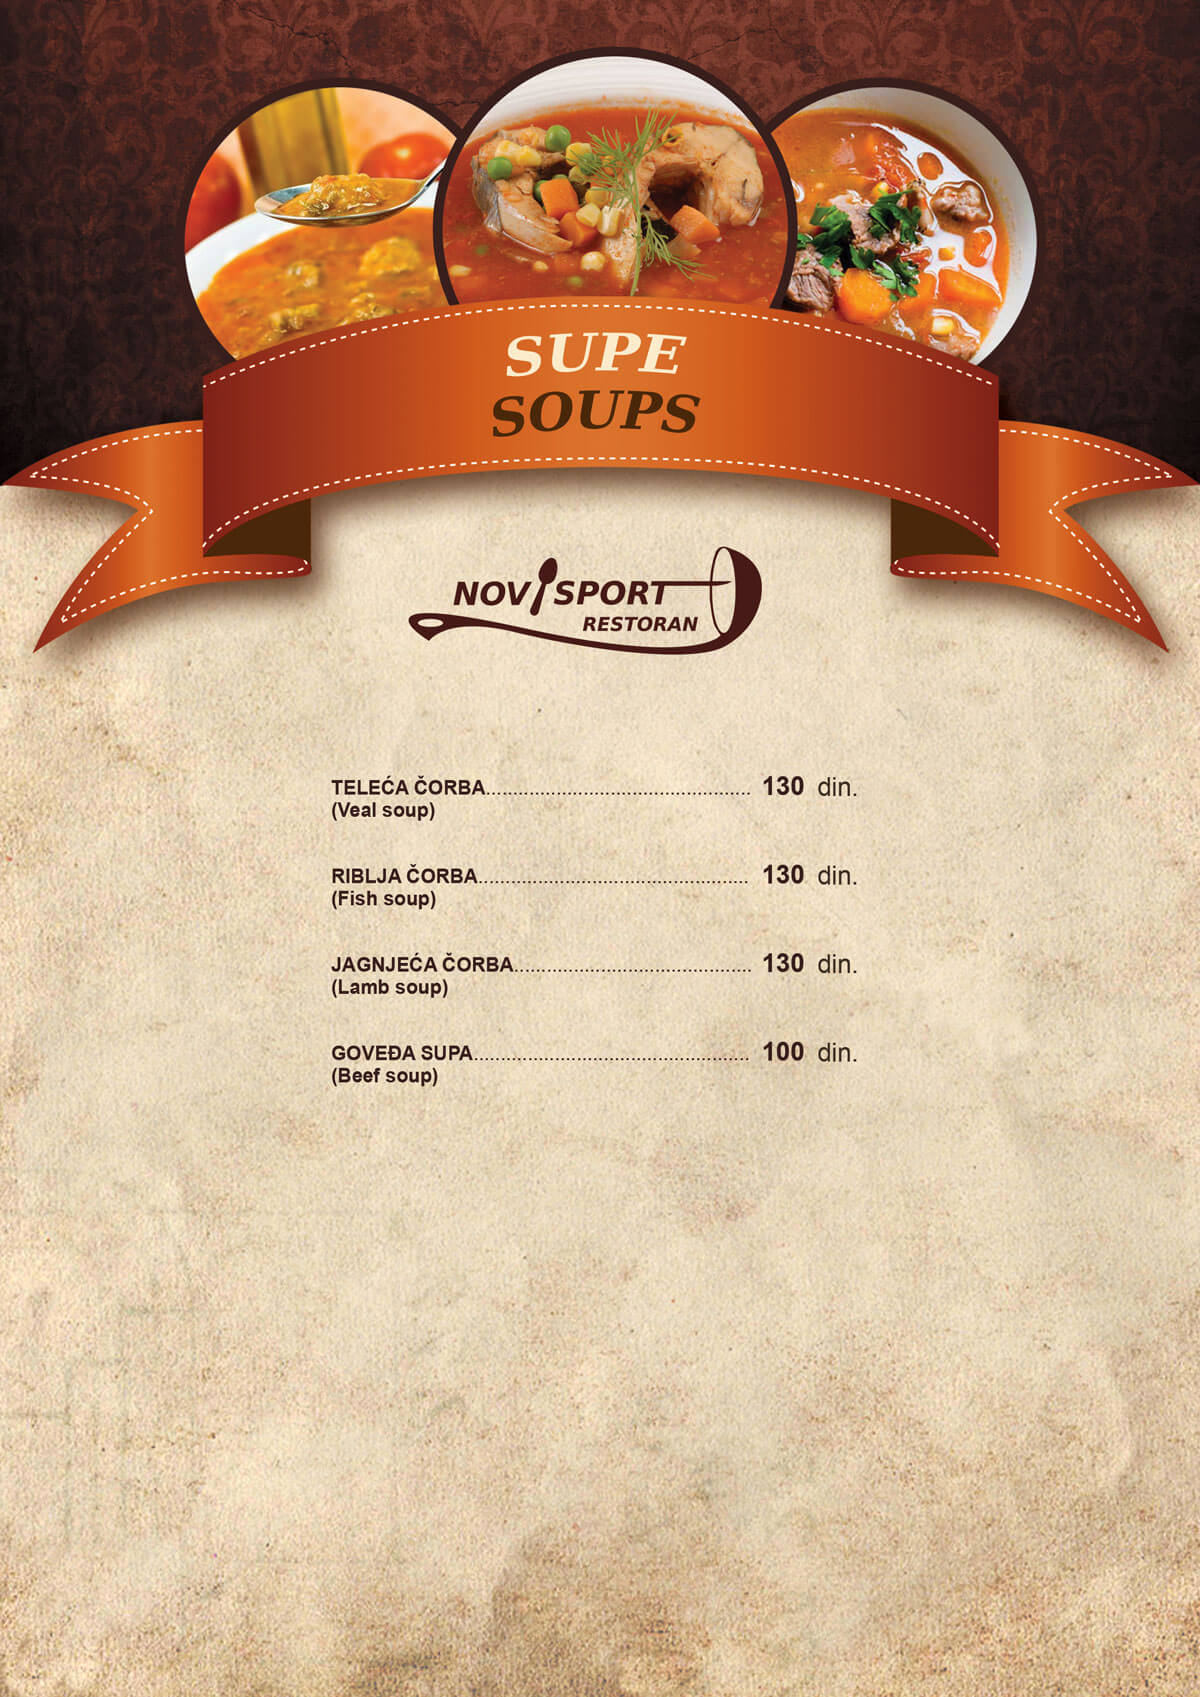 SUPE
SOUPS
NOVI SPORT
RESTORAN
TELEĆA ČORBA................................................. 130 din.
(Veal soup)
RIBLJA ČORBA.................................................. 130 din.
(Fish soup)
JAGNJEĆA ČORBA............................................ 130 din.
(Lamb soup)
GOVEĐA SUPA................................................... 100 din.
(Beef soup)